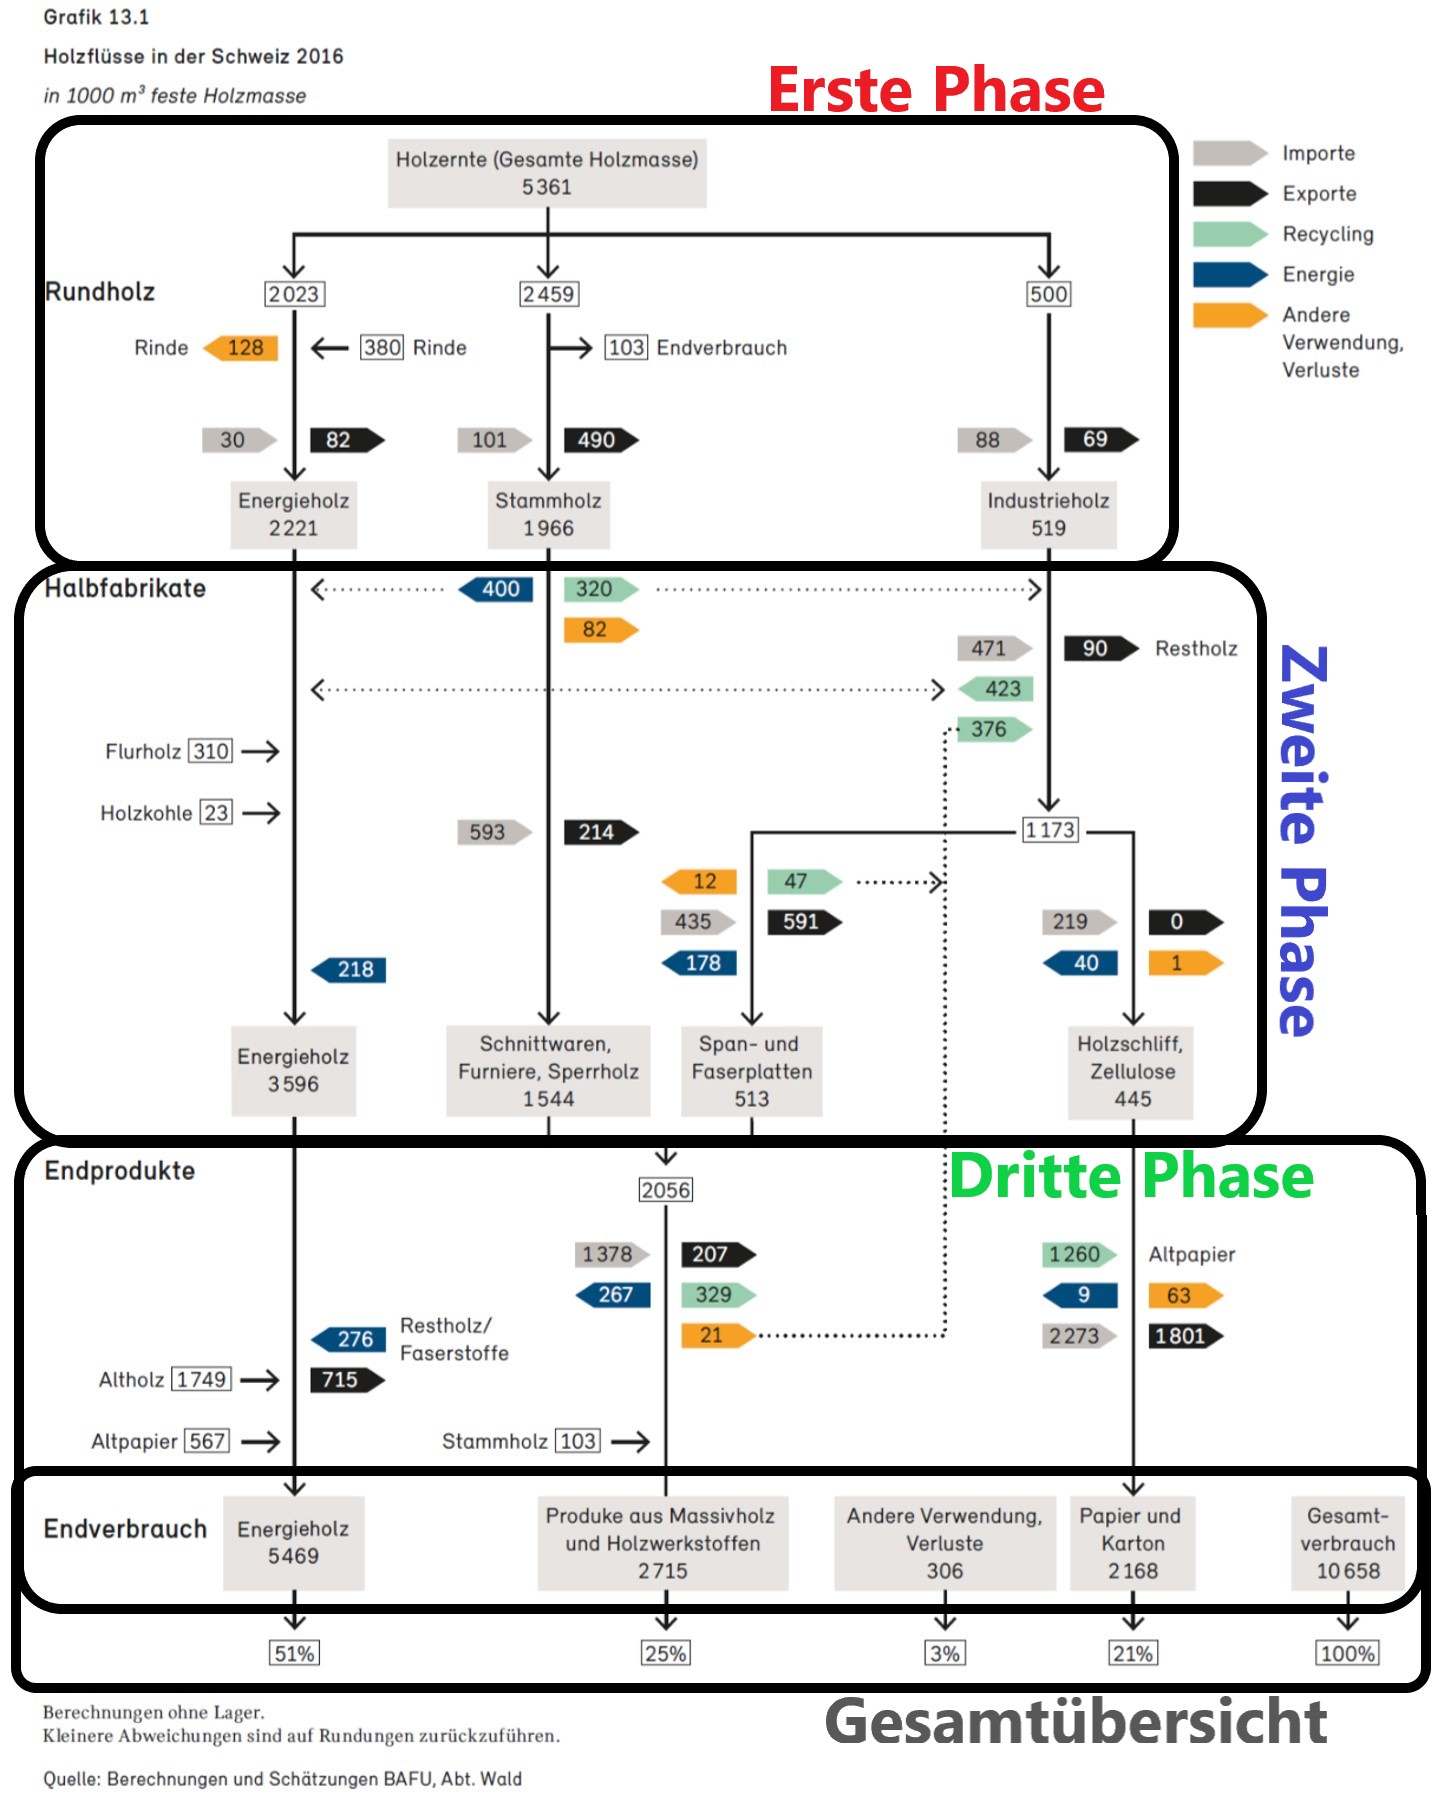 Grafik 13.1
Holzflüsse in der Schweiz 2016
in 1000 m³ feste Holzmasse
Erste Phase
Holzernte (Gesamte Holzmasse)
5361
Importe
Exporte
Recycling
Energie
Andere
Verwendung,
Verluste
Rundholz
2023
2459
500
Rinde
128
380 Rinde
103 Endverbrauch
30
82
101
490
88
69
Energieholz
2221
Stammholz
1966
Industrieholz
519
Zweite Phase
Halbfabrikate
400
320
82
471
90
Restholz
423
376
Flurholz 310
Holzkohle 23
593
214
1173
12
47
435
591
178
219
0
40
1
218
Energieholz
3596
Schnittwaren,
Furniere, Sperrholz
1544
Span- und
Faserplatten
513
Holzschliff,
Zellulose
445
Dritte Phase
Endprodukte
2056
1378
207
267
329
21
1260
Altpapier
9
63
2273
1801
276
Restholz/
Faserstoffe
Altholz 1749
715
Altpapier 567
Stammholz 103
Endverbrauch
Energieholz
5469
Produke aus Massivholz
und Holzwerkstoffen
2715
Andere Verwendung,
Verluste
306
Papier und
Karton
2168
Gesamt-
verbrauch
10658
51%
25%
3%
21%
100%
Gesamtübersicht
Berechnungen ohne Lager.
Kleinere Abweichungen sind auf Rundungen zurückzuführen.
Quelle: Berechnungen und Schätzungen BAFU, Abt. Wald